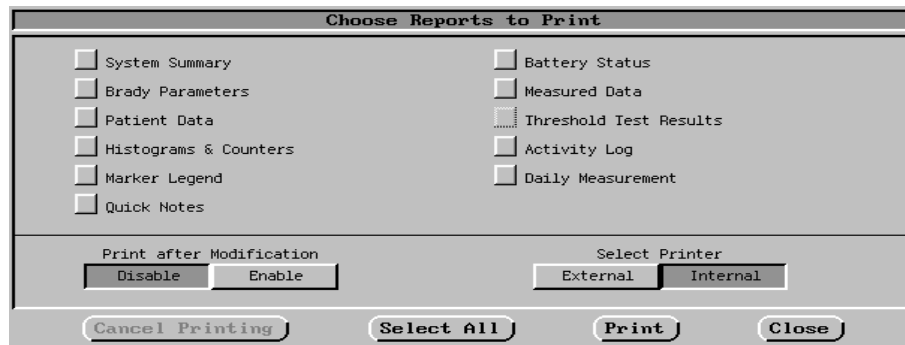 Choose Reports to Print
System Summary
Brady Parameters
Patient Data
Histograms & Counters
Marker Legend
Quick Notes
Battery Status
Measured Data
Threshold Test Results
Activity Log
Daily Measurement
Print after Modification
Disable Enable
Select Printer
External Internal
Cancel Printing Select All Print Close